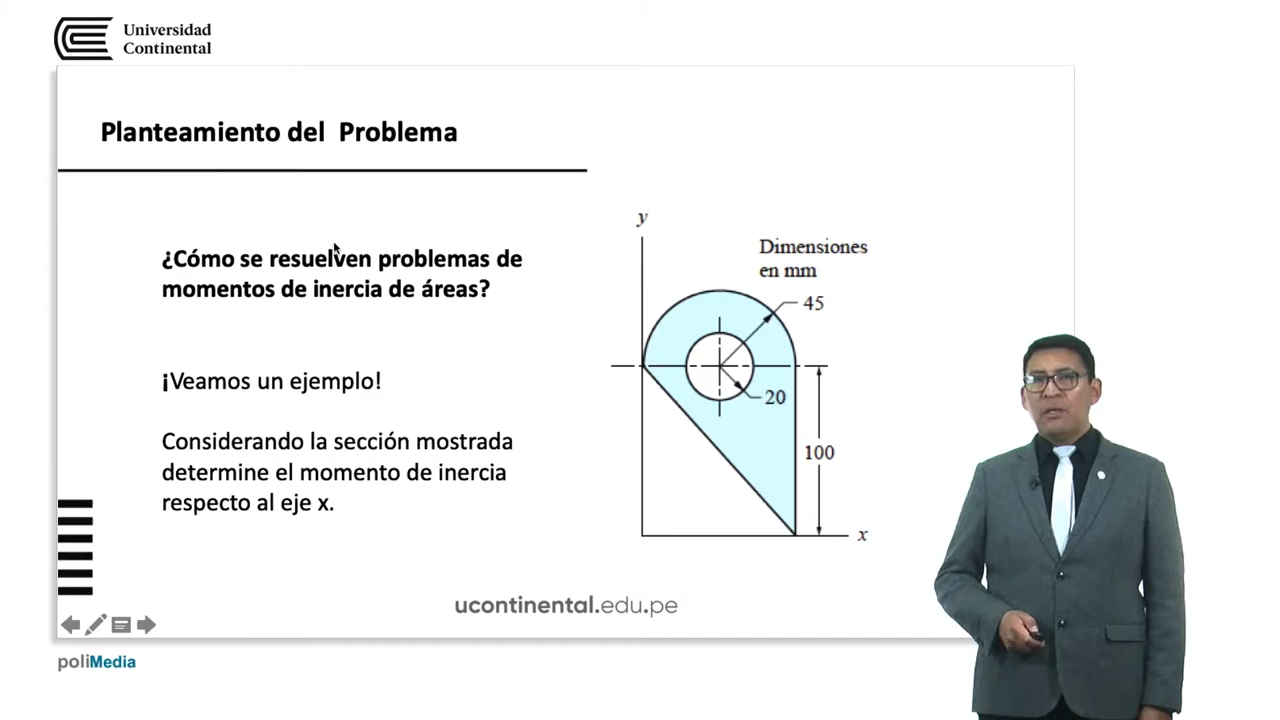 Universidad
Continental
Planteamiento del Problema
¿Cómo se resuelven problemas de
momentos de inercia de áreas?
¡Veamos un ejemplo!
Considerando la sección mostrada
determine el momento de inercia
respecto al eje x.
y
Dimensiones
en mm
45
20
100
x
ucontinental.edu.pe
poliMedia